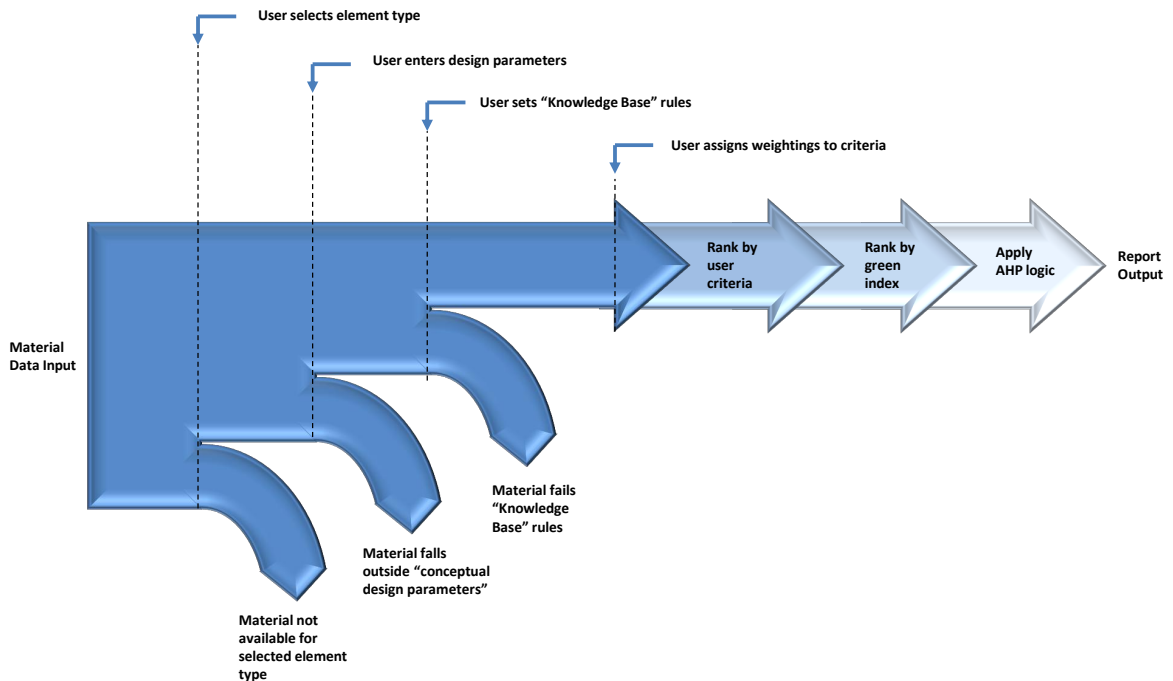 User selects element type
User enters design parameters
User sets “Knowledge Base” rules
User assigns weightings to criteria
Material
Data Input
Rank by
user
criteria
Rank by
green
index
Apply
AHP logic
Report
Output
Material fails
“Knowledge
Base” rules
Material falls
outside “conceptual
design parameters”
Material not
available for
selected element
type